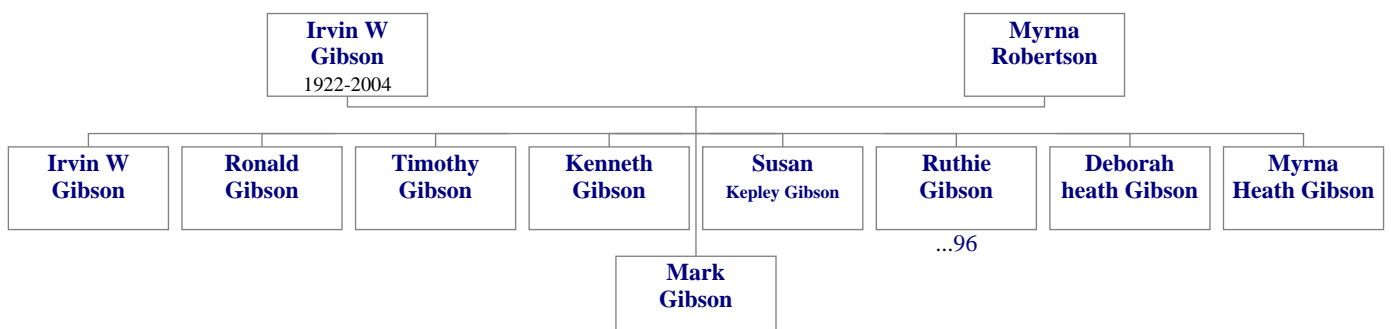 Irvin W
Gibson
1922-2004
Myrna
Robertson
Irvin W
Gibson
Ronald
Gibson
Timothy
Gibson
Kenneth
Gibson
Susan
Kepley Gibson
Ruthie
Gibson
...96
Deborah
heath Gibson
Myrna
Heath Gibson
Mark
Gibson